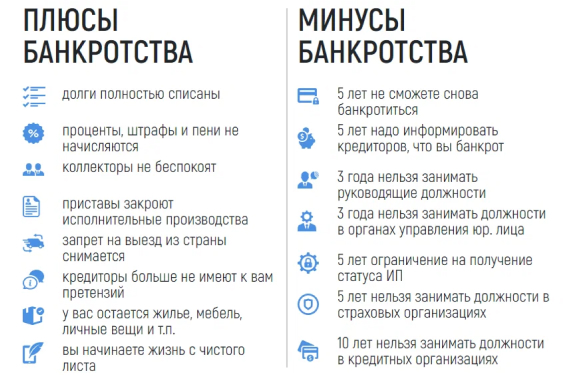 ПЛЮСЫ
БАНКРОТСТВА
долги полностью списаны
проценты, штрафы и пени не
начисляются
коллекторы не беспокоят
приставы закроют
исполнительные производства
запрет на выезд из страны
снимается
кредиторы больше не имеют к вам
претензий
у вас остается жилье, мебель,
личные вещи и т.п.
вы начинаете жизнь с чистого
листа
МИНУСЫ
БАНКРОТСТВА
5 лет не сможете снова
банкротиться
5 лет надо информировать
кредиторов, что вы банкрот
3 года нельзя занимать
руководящие должности
3 года нельзя занимать должности
в органах управления юр. лица
5 лет ограничение на получение
статуса ИП
5 лет нельзя занимать должности в
страховых организациях
10 лет нельзя занимать должности
в кредитных организациях